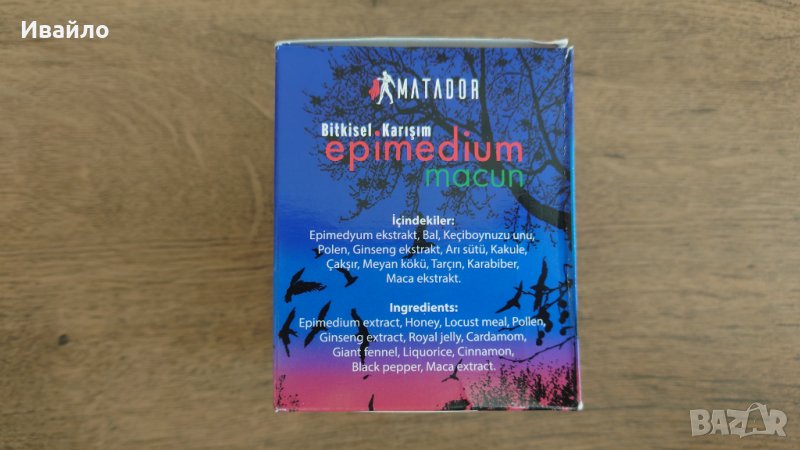 Ивайло
MATADOR
Bitkisel Karışım
epimedium
macun
İçindekiler:
Epimedyum ekstrakt, Bal, Keçiboynuzu unu,
Polen, Ginseng ekstrakt, Arı sütü, Kakule,
Çakşır, Meyan kökü, Tarçın, Karabiber,
Maca ekstrakt.
Ingredients:
Epimedium extract, Honey, Locust meal, Pollen,
Ginseng extract, Royal jelly, Cardamom,
Giant fennel, Liquorice, Cinnamon,
Black pepper, Maca extract.
BAZAR